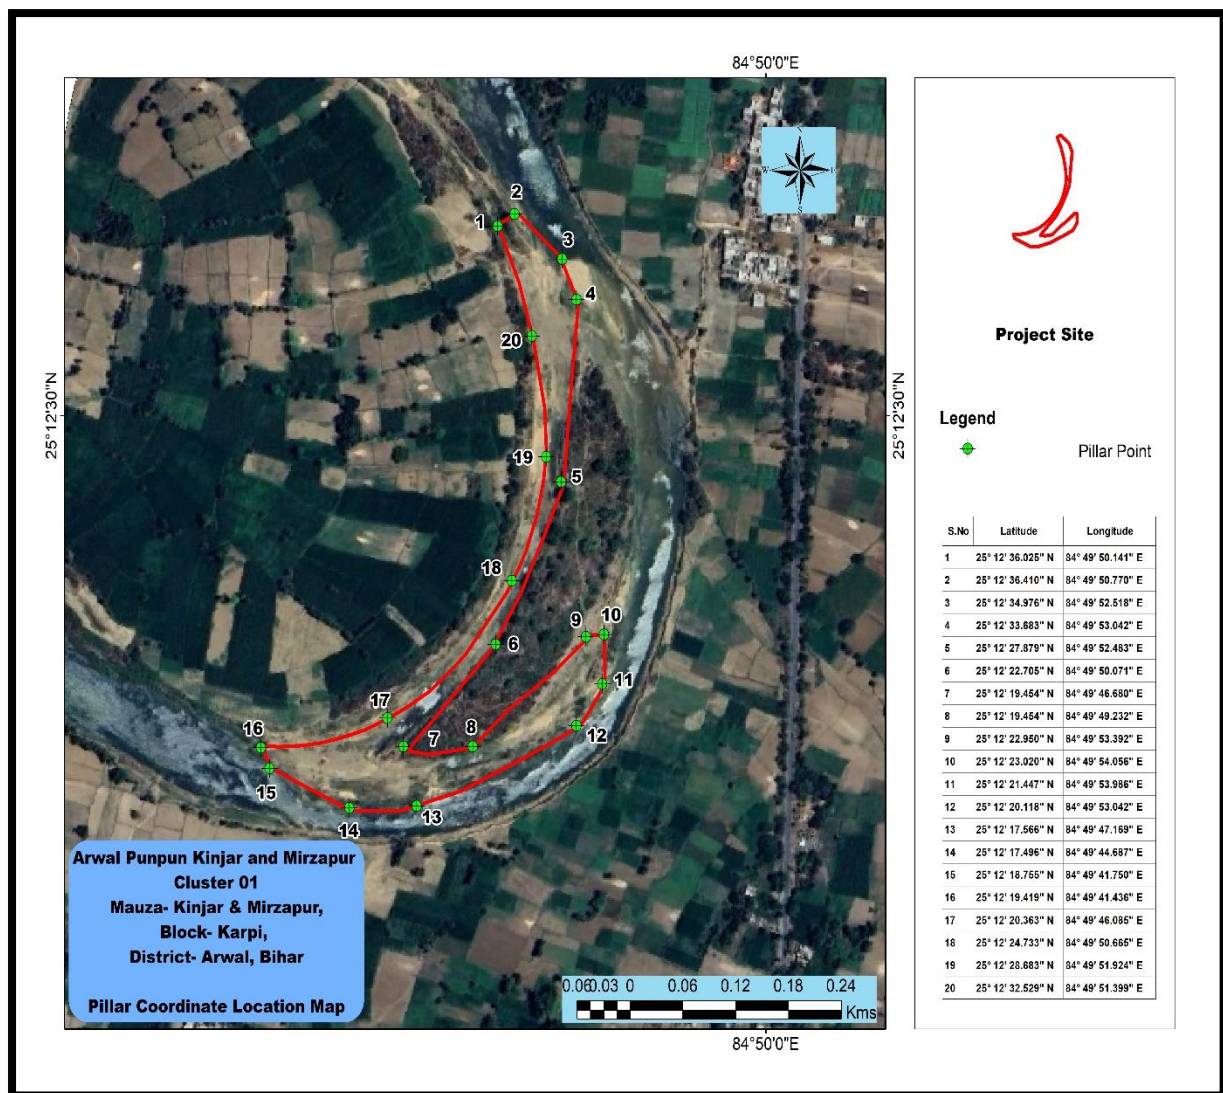 84°50'0"E
25°12'30"N
25°12'30"N
N
W
E
S
1
2
3
4
20
19
5
18
6
9
10
11
17
7
8
12
16
15
14
13
Arwal Punpun Kinjar and Mirzapur
Cluster 01
Mauza- Kinjar & Mirzapur,
Block- Karpi,
District- Arwal, Bihar
Pillar Coordinate Location Map
0.06 0.03 0 0.06 0.12 0.18 0.24
Kms
84°50'0"E
Project Site
Legend
Pillar Point
S.No Latitude Longitude
1 25° 12' 36.025" N 84° 49' 50.141" E
2 25° 12' 36.410" N 84° 49' 50.770" E
3 25° 12' 34.976" N 84° 49' 52.518" E
4 25° 12' 33.683" N 84° 49' 53.042" E
5 25° 12' 27.879" N 84° 49' 52.483" E
6 25° 12' 22.705" N 84° 49' 50.071" E
7 25° 12' 19.454" N 84° 49' 46.680" E
8 25° 12' 19.454" N 84° 49' 49.232" E
9 25° 12' 22.950" N 84° 49' 53.392" E
10 25° 12' 23.020" N 84° 49' 54.056" E
11 25° 12' 21.447" N 84° 49' 53.986" E
12 25° 12' 20.118" N 84° 49' 53.042" E
13 25° 12' 17.566" N 84° 49' 47.169" E
14 25° 12' 17.496" N 84° 49' 44.687" E
15 25° 12' 18.755" N 84° 49' 41.750" E
16 25° 12' 19.419" N 84° 49' 41.436" E
17 25° 12' 20.363" N 84° 49' 46.085" E
18 25° 12' 24.733" N 84° 49' 50.665" E
19 25° 12' 28.683" N 84° 49' 51.924" E
20 25° 12' 32.529" N 84° 49' 51.399" E